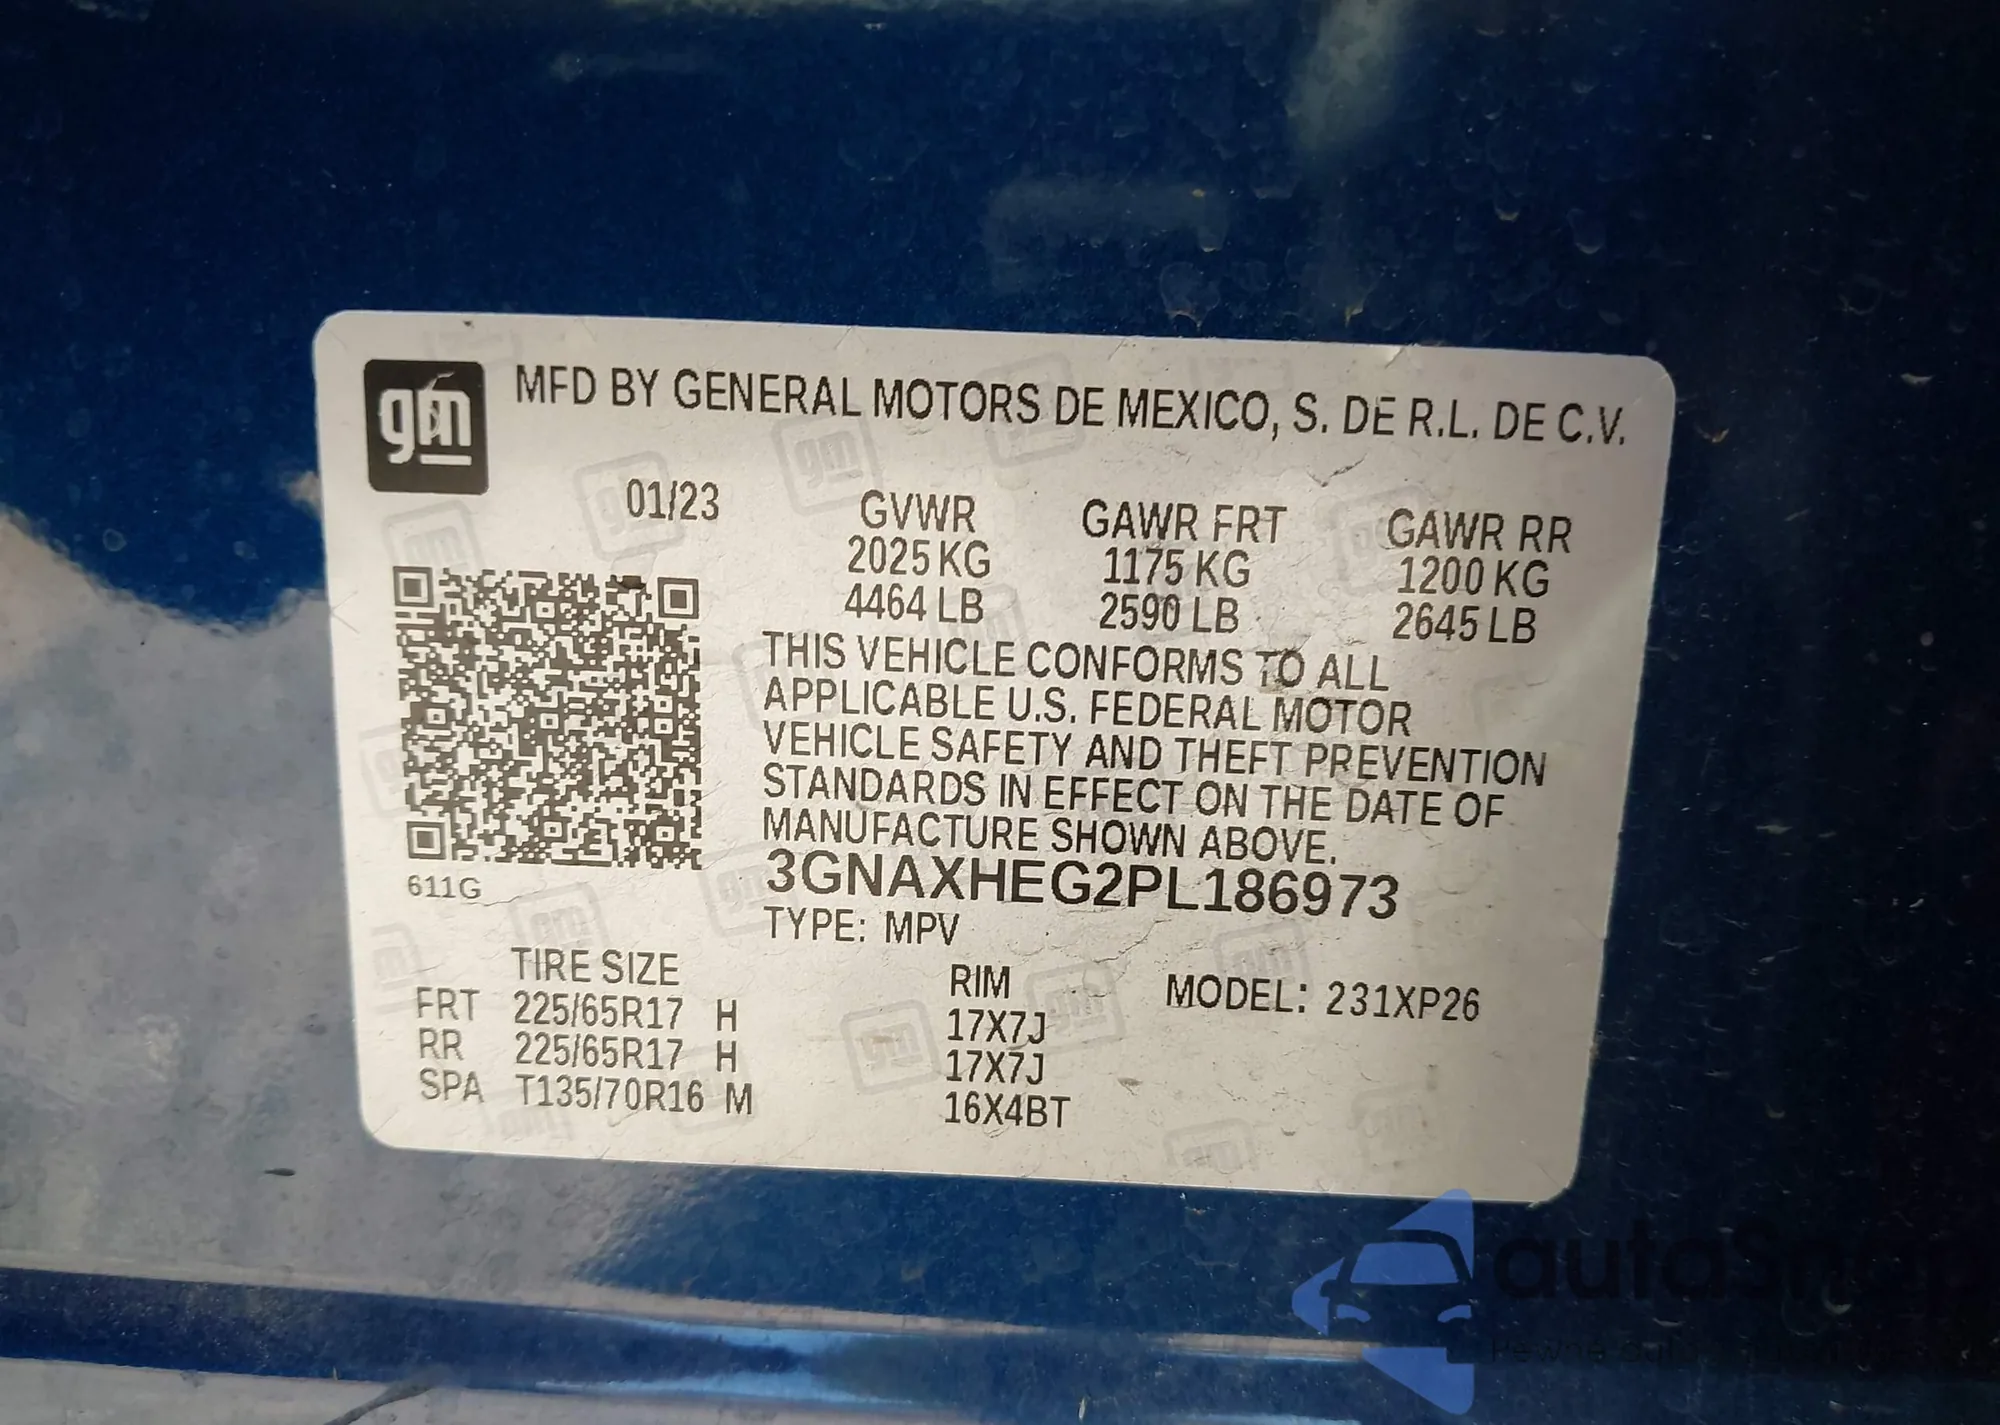 gm
MFD BY GENERAL MOTORS DE MEXICO, S. DE R.L. DE C.V.
01/23
GVWR GAWR FRT GAWR RR
2025 KG 1175 KG 1200 KG
4464 LB 2590 LB 2645 LB
THIS VEHICLE CONFORMS TO ALL
APPLICABLE U.S. FEDERAL MOTOR
VEHICLE SAFETY AND THEFT PREVENTION
STANDARDS IN EFFECT ON THE DATE OF
MANUFACTURE SHOWN ABOVE.
3GNAXHEG2PL186973
611G
TYPE: MPV
TIRE SIZE RIM MODEL: 231XP26
FRT 225/65R17 H 17X7J
RR 225/65R17 H 17X7J
SPA T135/70R16 M 16X4BT